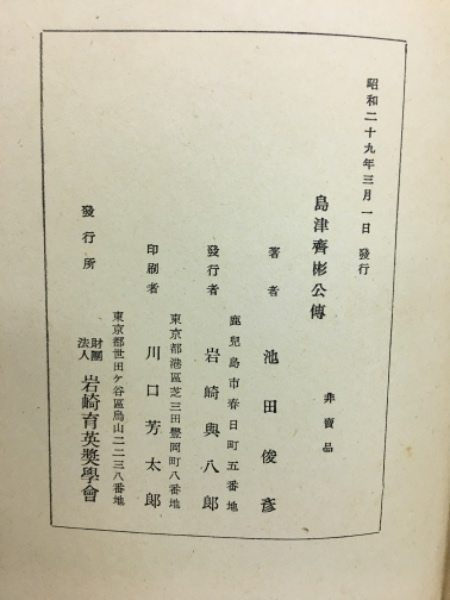 昭和二十九年三月一日 發行
島津齊彬公傳
非賣品
著者 池田俊彦
鹿兒島市春日町五番地
發行者 岩崎與八郎
東京都港區芝三田豐岡町八番地
印刷者 川口芳太郎
東京都世田ケ谷區烏山二二三八番地
發行所 財團法人 岩崎育英奬學會